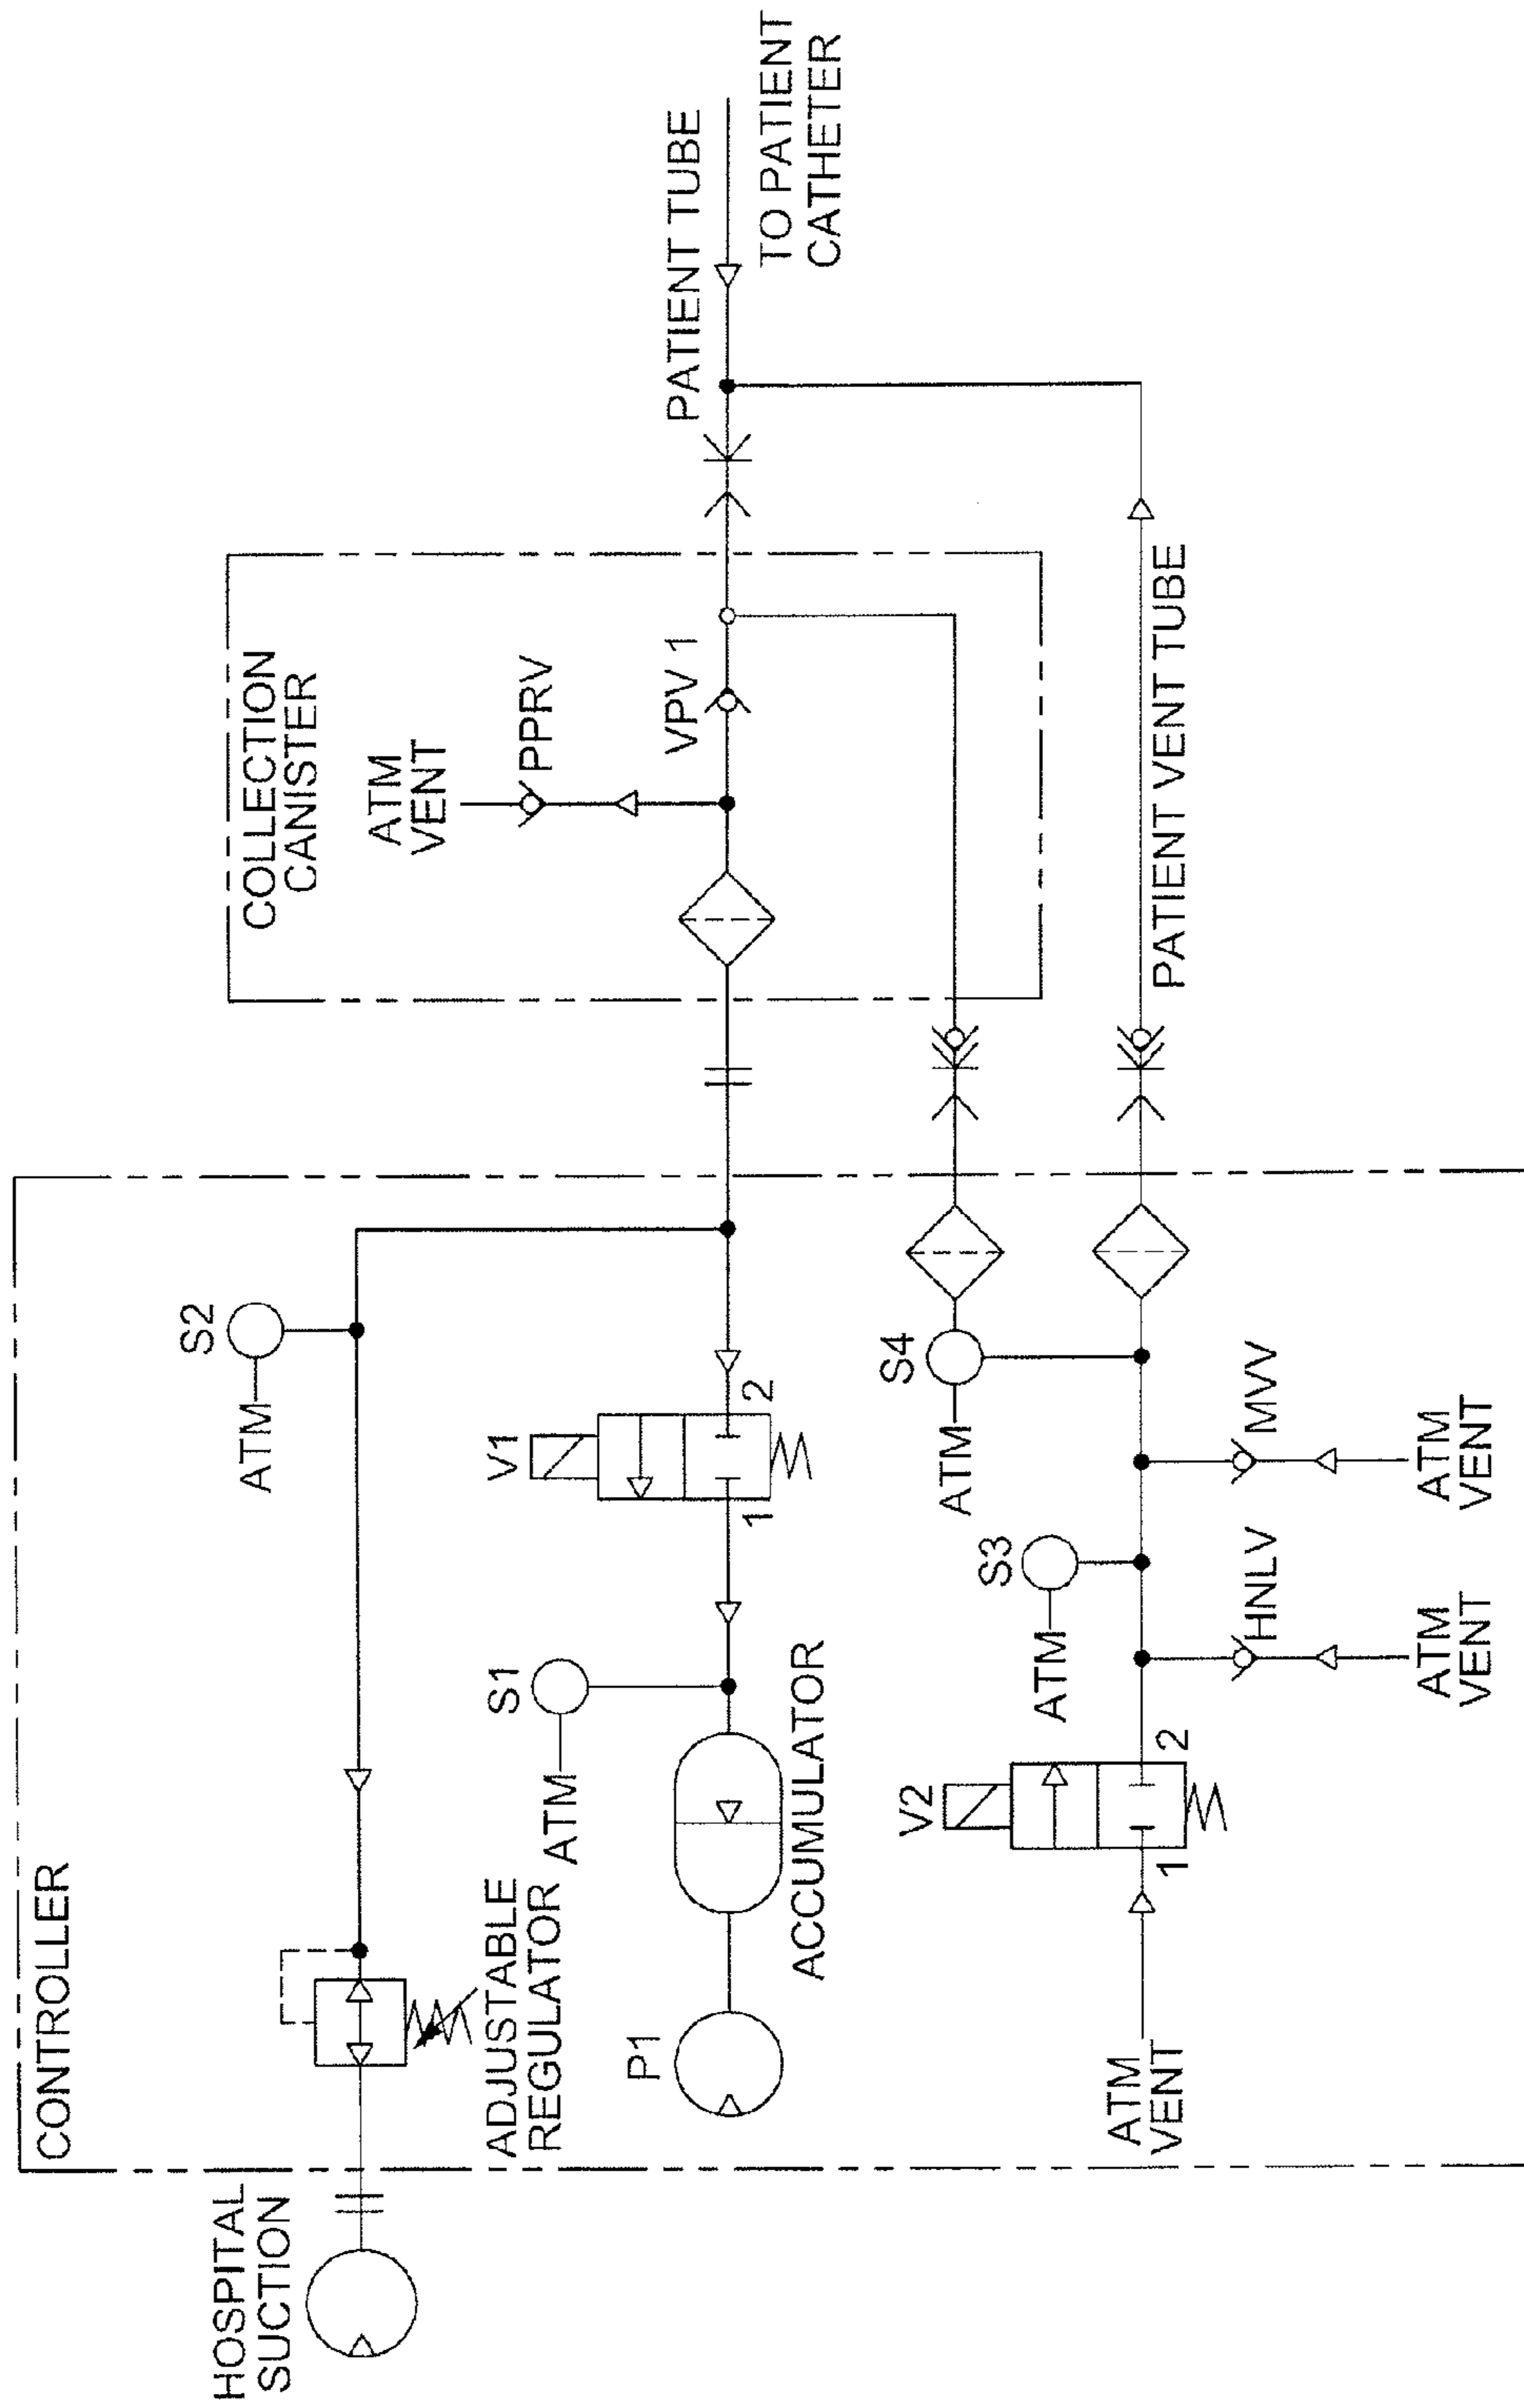 CONTROLLER
HOSPITAL
SUCTION
ADJUSTABLE
REGULATOR
ATM
S2
P1
ACCUMULATOR
ATM
S1
V1
1
2
ATM
VENT
1
2
V2
ATM
S3
ATM
S4
HNLV
ATM
VENT
MVV
ATM
VENT
COLLECTION
CANISTER
ATM
VENT
PPRV
VPV 1
PATIENT VENT TUBE
PATIENT TUBE
TO PATIENT
CATHETER